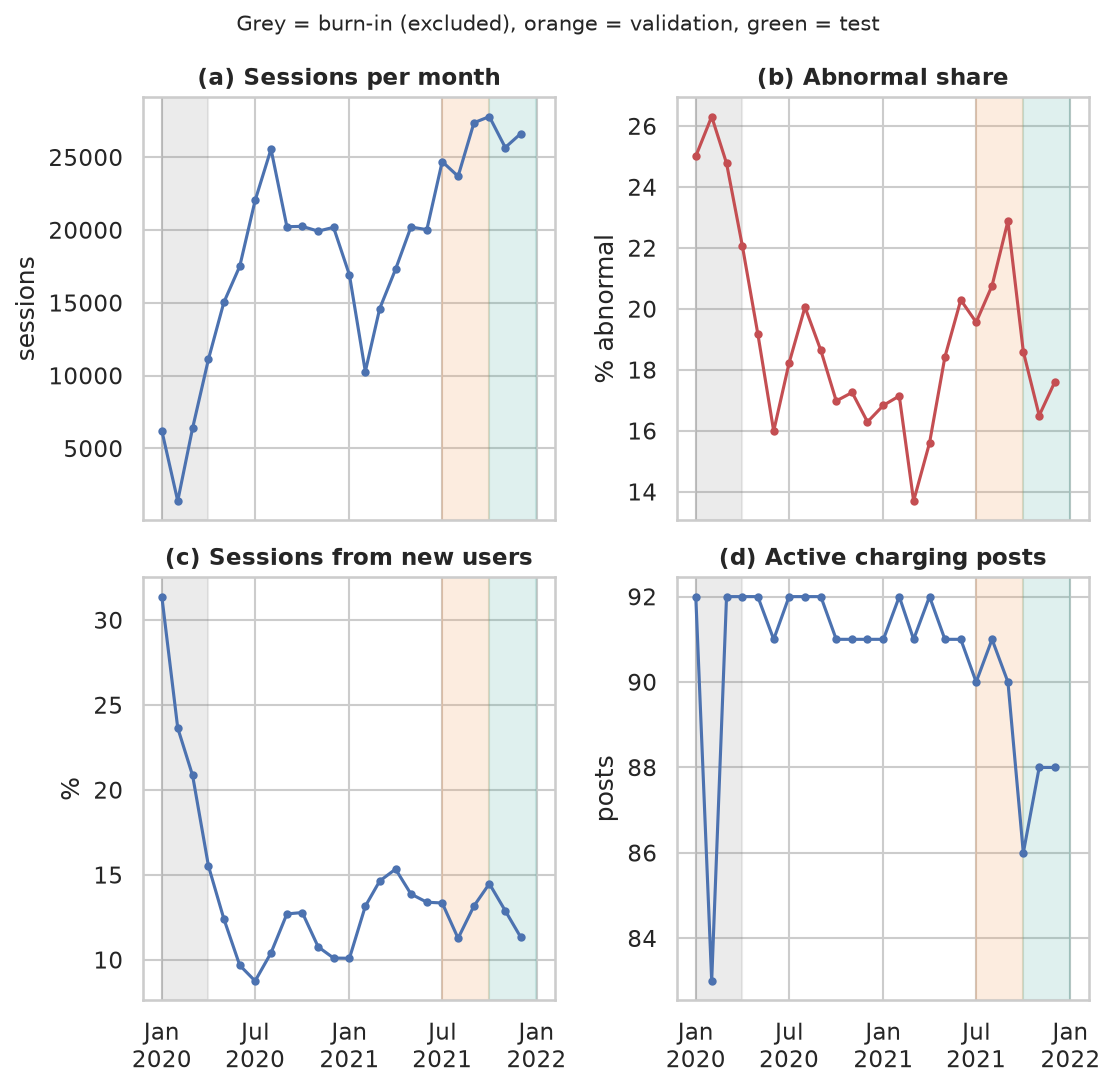 Grey = burn-in (excluded), orange = validation, green = test
(a) Sessions per month
sessions
25000
20000
15000
10000
5000
(b) Abnormal share
% abnormal
26
24
22
20
18
16
14
(c) Sessions from new users
%
30
25
20
15
10
Jan 2020
Jul 2020
Jan 2021
Jul 2021
Jan 2022
(d) Active charging posts
posts
92
90
88
86
84
Jan 2020
Jul 2020
Jan 2021
Jul 2021
Jan 2022